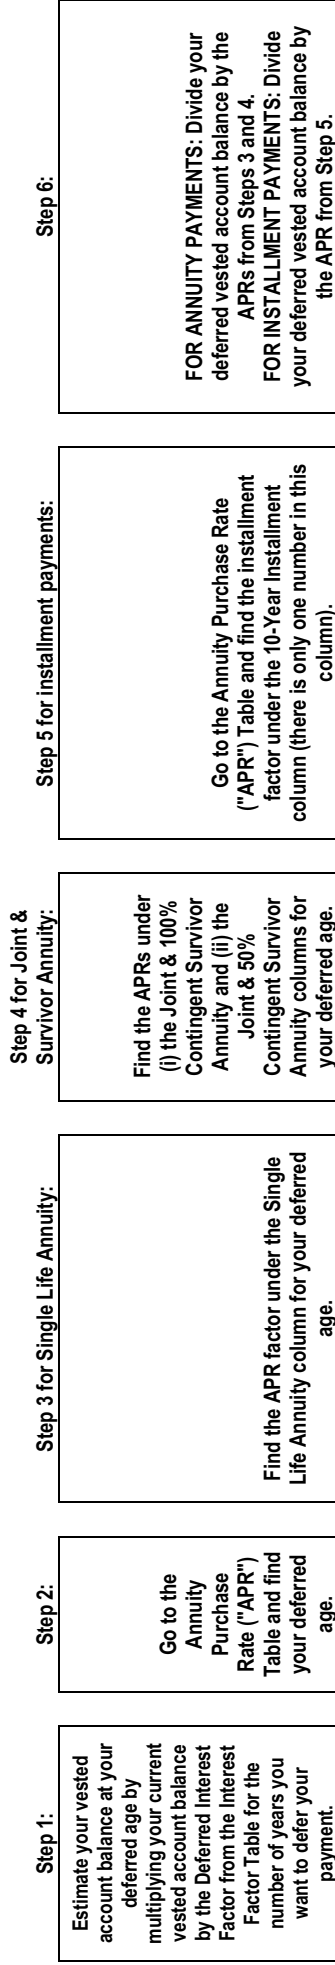 Step 1:
Estimate your vested
account balance at your
deferred age by
multiplying your current
vested account balance
by the Deferred Interest
Factor from the Interest
Factor Table for the
number of years you
want to defer your
payment.
Step 2:
Go to the
Annuity
Purchase
Rate ("APR")
Table and find
your deferred
age.
Step 3 for Single Life Annuity:
Find the APR factor under the Single
Life Annuity column for your deferred
age.
Step 4 for Joint &
Survivor Annuity:
Find the APRs under
(i) the Joint & 100%
Contingent Survivor
Annuity and (ii) the
Joint & 50%
Contingent Survivor
Annuity columns for
your deferred age.
Step 5 for installment payments:
Go to the Annuity Purchase Rate
("APR") Table and find the installment
factor under the 10-Year Installment
column (there is only one number in this
column).
Step 6:
FOR ANNUITY PAYMENTS: Divide your
deferred vested account balance by the
APRs from Steps 3 and 4.
FOR INSTALLMENT PAYMENTS: Divide
your deferred vested account balance by
the APR from Step 5.